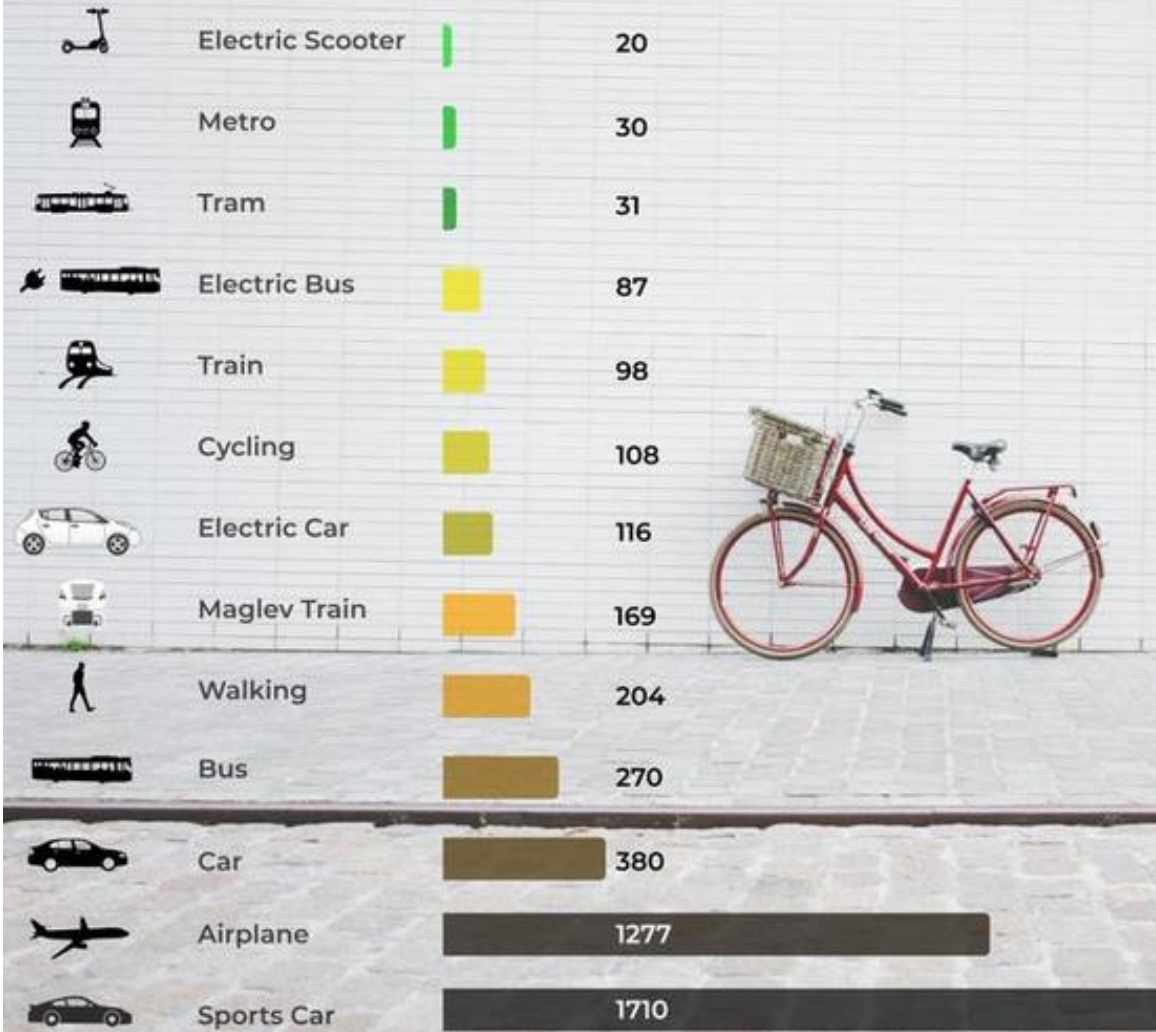 Electric Scooter 20
Metro 30
Tram 31
Electric Bus 87
Train 98
Cycling 108
Electric Car 116
Maglev Train 169
Walking 204
Bus 270
Car 380
Airplane 1277
Sports Car 1710